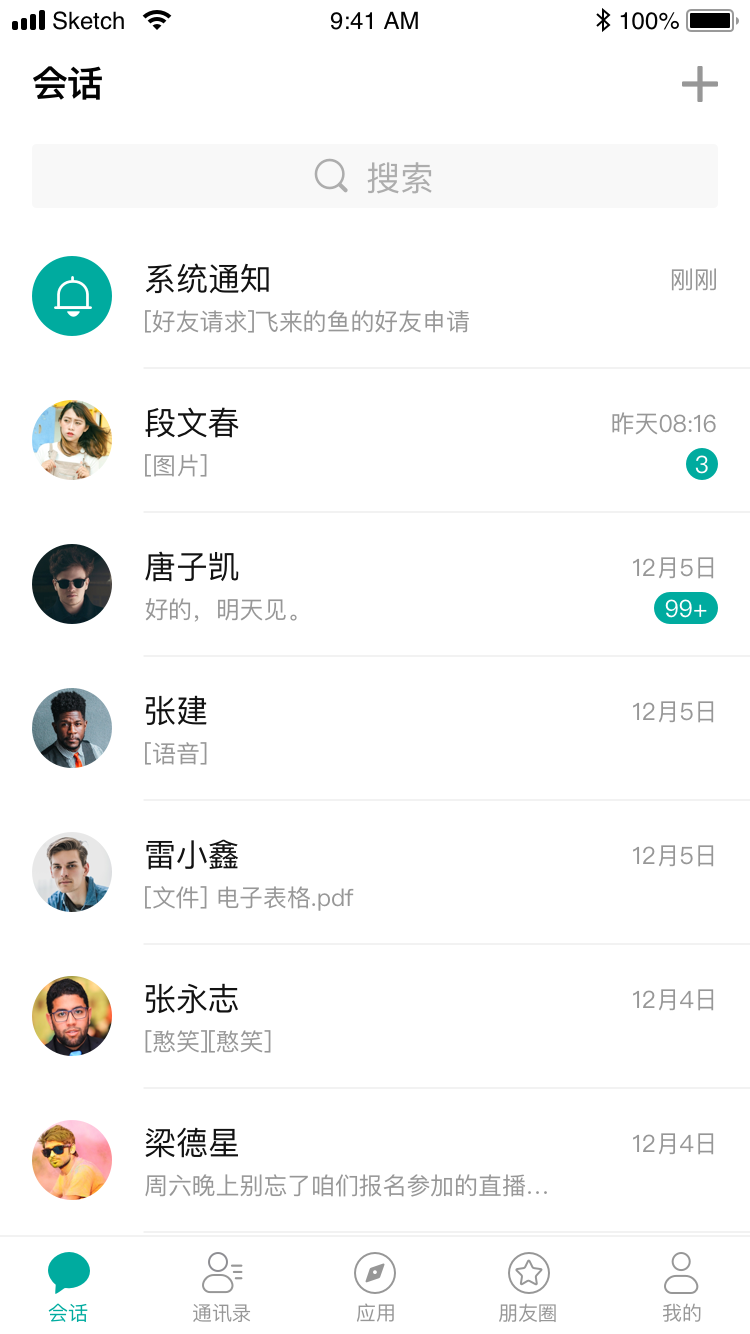 Sketch 9:41 AM 100%
会话
搜索
系统通知 刚刚
[好友请求]飞来的鱼的好友申请
段文春 昨天08:16
[图片] 3
唐子凯 12月5日
好的，明天见。 99+
张建 12月5日
[语音]
雷小鑫 12月5日
[文件] 电子表格.pdf
张永志 12月4日
[憨笑][憨笑]
梁德星 12月4日
周六晚上别忘了咱们报名参加的直播...
会话 通讯录 应用 朋友圈 我的